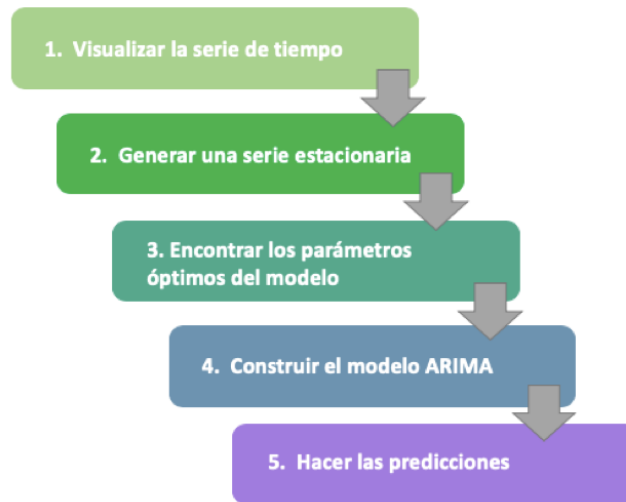 1. Visualizar la serie de tiempo
2. Generar una serie estacionaria
3. Encontrar los parámetros
óptimos del modelo
4. Construir el modelo ARIMA
5. Hacer las predicciones